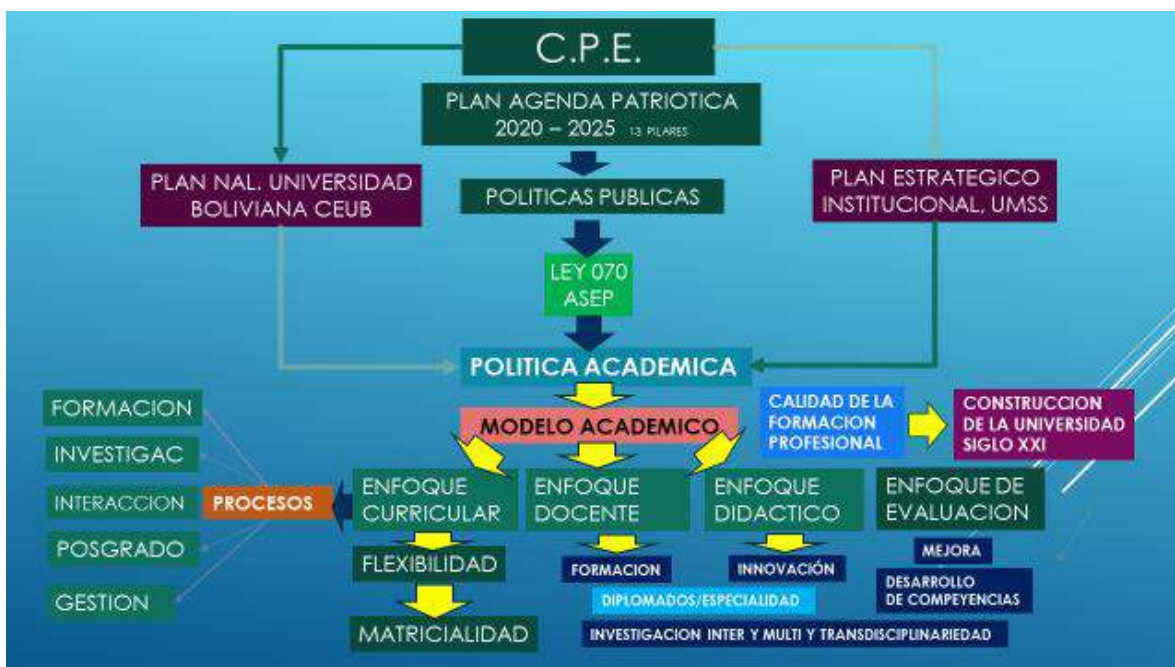 C.P.E.
PLAN AGENDA PATRIOTICA
2020 – 2025 13 PILARES
PLAN NAL. UNIVERSIDAD
BOLIVIANA CEUB
POLITICAS PUBLICAS
PLAN ESTRATEGICO
INSTITUCIONAL, UMSS
LEY 070
ASEP
POLITICA ACADEMICA
MODELO ACADEMICO
CALIDAD DE LA
FORMACION
PROFESIONAL
CONSTRUCCION
DE LA UNIVERSIDAD
SIGLO XXI
FORMACION
INVESTIGAC
INTERACCION
POSGRADO
GESTION
PROCESOS
ENFOQUE
CURRICULAR
ENFOQUE
DOCENTE
ENFOQUE
DIDACTICO
ENFOQUE DE
EVALUACION
FLEXIBILIDAD
MATRICIALIDAD
FORMACION
INNOVACIÓN
MEJORA
DESARROLLO
DE COMPEYENCIAS
DIPLOMADOS/ESPECIALIDAD
INVESTIGACION INTER Y MULTI Y TRANSDISCIPLINARIEDAD